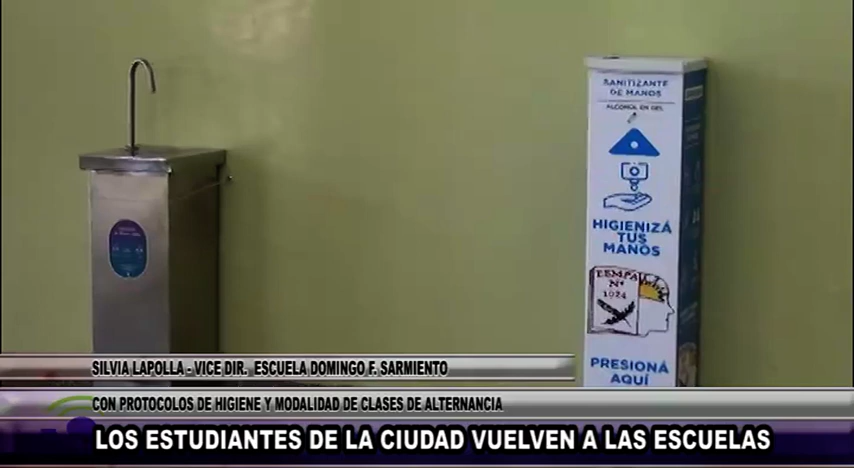 SANITIZANTE
DE MANOS
ALCOHOL EN GEL
HIGIENIZÁ
TUS
MANOS
EEMPA
Nº
1024
PRESIONÁ
AQUÍ
SILVIA LAPOLLA - VICE DIR. ESCUELA DOMINGO F. SARMIENTO
CON PROTOCOLOS DE HIGIENE Y MODALIDAD DE CLASES DE ALTERNANCIA
LOS ESTUDIANTES DE LA CIUDAD VUELVEN A LAS ESCUELAS